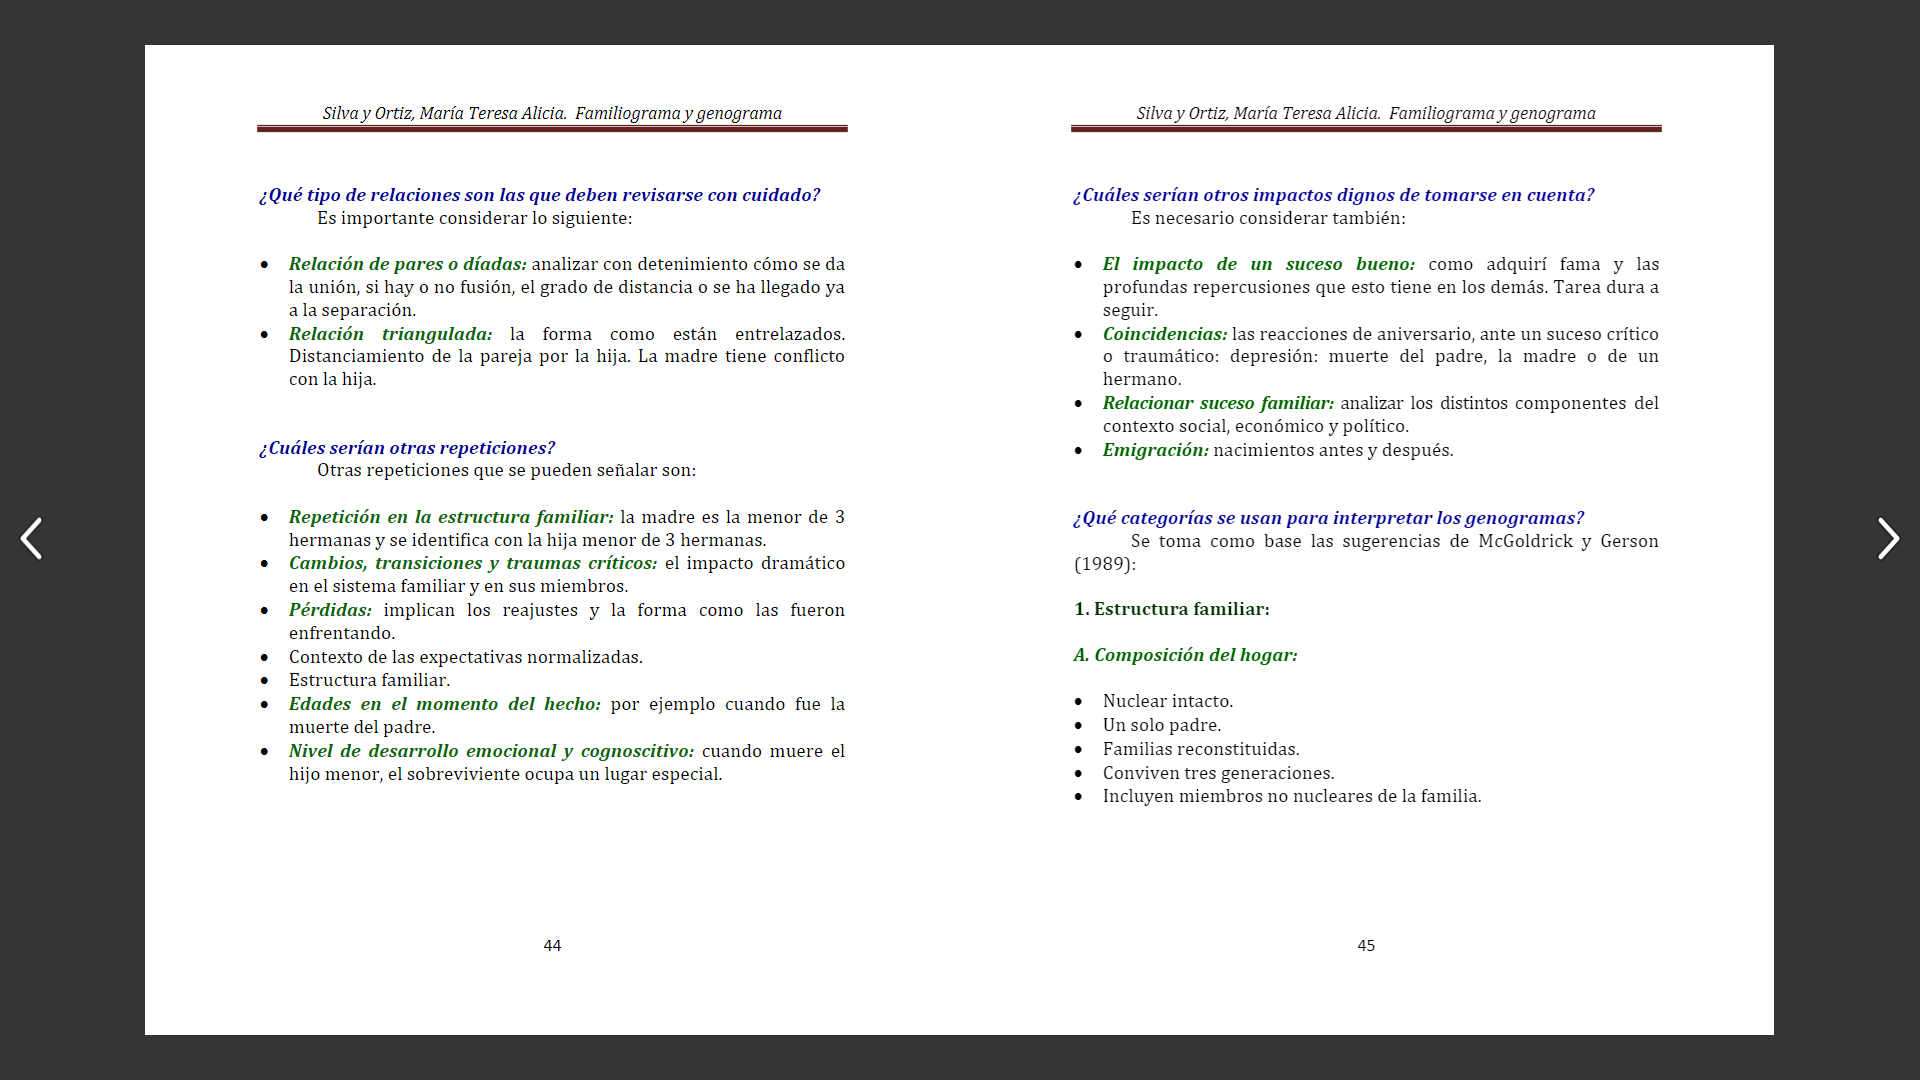 Silva y Ortiz, María Teresa Alicia.  Familiograma y genograma
¿Qué tipo de relaciones son las que deben revisarse con cuidado?
Es importante considerar lo siguiente:
• Relación de pares o díadas: analizar con detenimiento cómo se da
la unión, si hay o no fusión, el grado de distancia o se ha llegado ya
a la separación.
• Relación triangulada: la forma como están entrelazados.
Distanciamiento de la pareja por la hija. La madre tiene conflicto
con la hija.
¿Cuáles serían otras repeticiones?
Otras repeticiones que se pueden señalar son:
• Repetición en la estructura familiar: la madre es la menor de 3
hermanas y se identifica con la hija menor de 3 hermanas.
• Cambios, transiciones y traumas críticos: el impacto dramático
en el sistema familiar y en sus miembros.
• Pérdidas: implican los reajustes y la forma como las fueron
enfrentando.
• Contexto de las expectativas normalizadas.
• Estructura familiar.
• Edades en el momento del hecho: por ejemplo cuando fue la
muerte del padre.
• Nivel de desarrollo emocional y cognoscitivo: cuando muere el
hijo menor, el sobreviviente ocupa un lugar especial.
44
Silva y Ortiz, María Teresa Alicia.  Familiograma y genograma
¿Cuáles serían otros impactos dignos de tomarse en cuenta?
Es necesario considerar también:
• El impacto de un suceso bueno: como adquirí fama y las
profundas repercusiones que esto tiene en los demás. Tarea dura a
seguir.
• Coincidencias: las reacciones de aniversario, ante un suceso crítico
o traumático: depresión: muerte del padre, la madre o de un
hermano.
• Relacionar suceso familiar: analizar los distintos componentes del
contexto social, económico y político.
• Emigración: nacimientos antes y después.
¿Qué categorías se usan para interpretar los genogramas?
Se toma como base las sugerencias de McGoldrick y Gerson
(1989):
1. Estructura familiar:
A. Composición del hogar:
• Nuclear intacto.
• Un solo padre.
• Familias reconstituidas.
• Conviven tres generaciones.
• Incluyen miembros no nucleares de la familia.
45